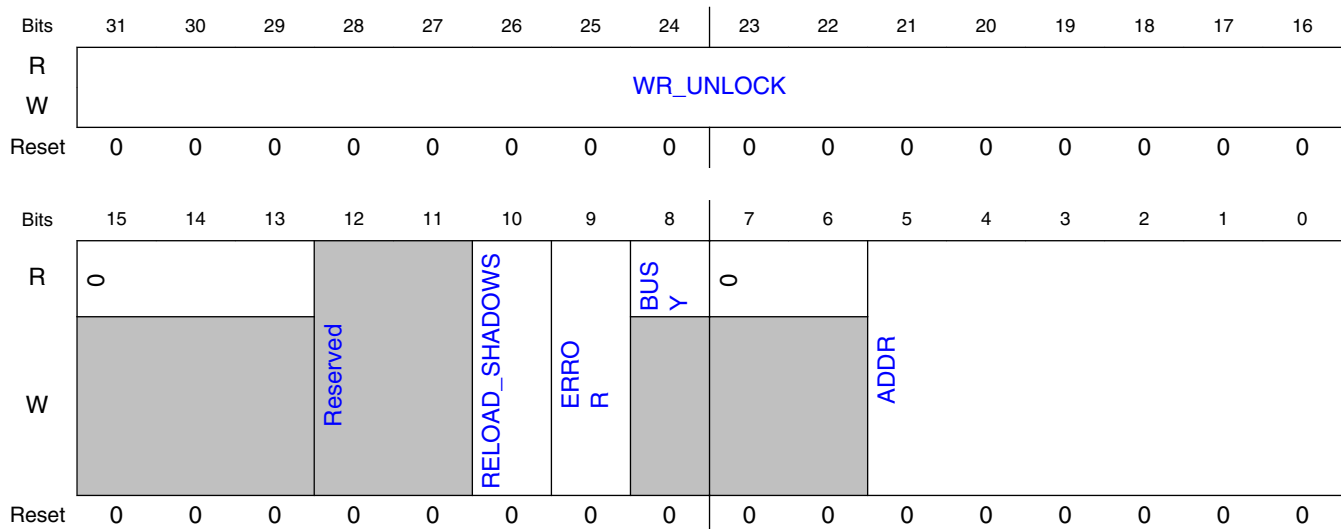 Bits 31 30 29 28 27 26 25 24 23 22 21 20 19 18 17 16
R
WR_UNLOCK
W
Reset 0 0 0 0 0 0 0 0 0 0 0 0 0 0 0 0
Bits 15 14 13 12 11 10 9 8 7 6 5 4 3 2 1 0
R 0 BUS 0
Y
W Reserved RELOAD_SHADOWS ERRO ADDR
R
Reset 0 0 0 0 0 0 0 0 0 0 0 0 0 0 0 0